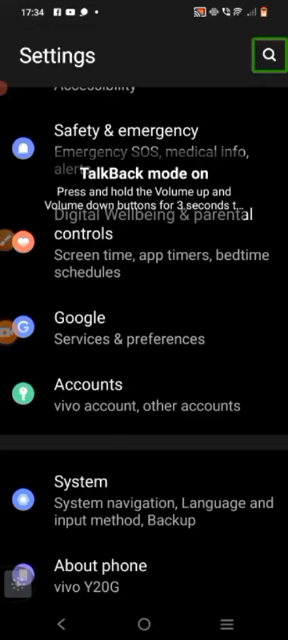 17:34
Settings
Accessibility
Safety & emergency
Emergency SOS, medical info,
alerts
TalkBack mode on
Press and hold the Volume up and
Volume down buttons for 3 seconds t...
Digital Wellbeing & parental
controls
Screen time, app timers, bedtime
schedules
Google
Services & preferences
Accounts
vivo account, other accounts
System
System navigation, Language and
input method, Backup
About phone
vivo Y20G